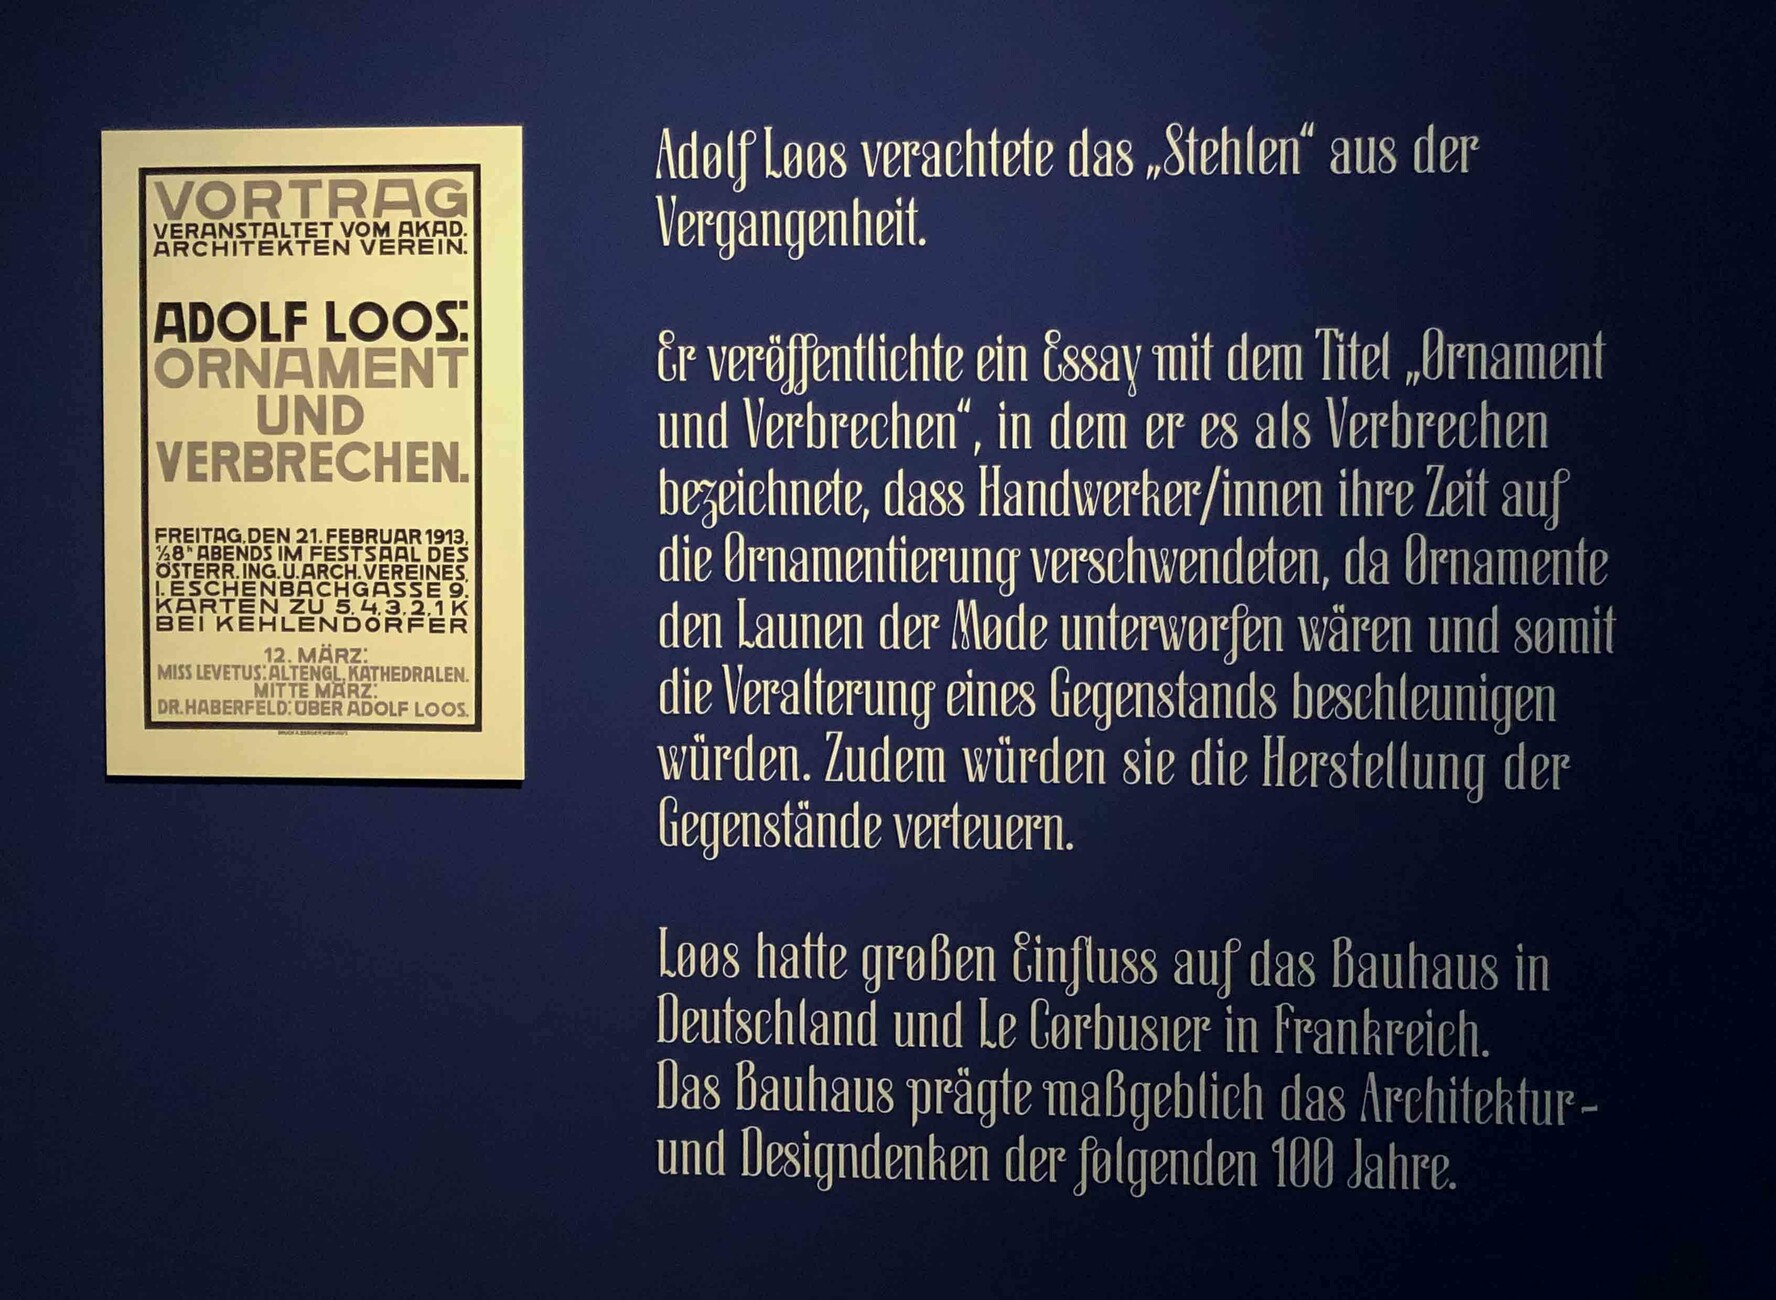 VORTRAG
VERANSTALTET VOM AKAD.
ARCHITEKTEN VEREIN.
ADOLF LOOS:
ORNAMENT
UND
VERBRECHEN.
FREITAG, DEN 21. FEBRUAR 1913,
½8ʰ ABENDS IM FESTSAAL DES
ÖSTERR. ING. U. ARCH. VEREINES,
I. ESCHENBACHGASSE 9.
KARTEN ZU 5, 4, 3, 2, 1 K
BEI KEHLENDORFER
12. MÄRZ:
MISS LEVETUS: ALTENGL. KATHEDRALEN.
MITTE MÄRZ:
DR. HABERFELD: ÜBER ADOLF LOOS.
Adolf Loos verachtete das „Stehlen“ aus der
Vergangenheit.
Er veröffentlichte ein Essay mit dem Titel „Ornament
und Verbrechen“, in dem er es als Verbrechen
bezeichnete, dass Handwerker/innen ihre Zeit auf
die Ornamentierung verschwendeten, da Ornamente
den Launen der Mode unterworfen wären und somit
die Veralterung eines Gegenstands beschleunigen
würden. Zudem würden sie die Herstellung der
Gegenstände verteuern.
Loos hatte großen Einfluss auf das Bauhaus in
Deutschland und Le Corbusier in Frankreich.
Das Bauhaus prägte maßgeblich das Architektur-
und Designdenken der folgenden 100 Jahre.